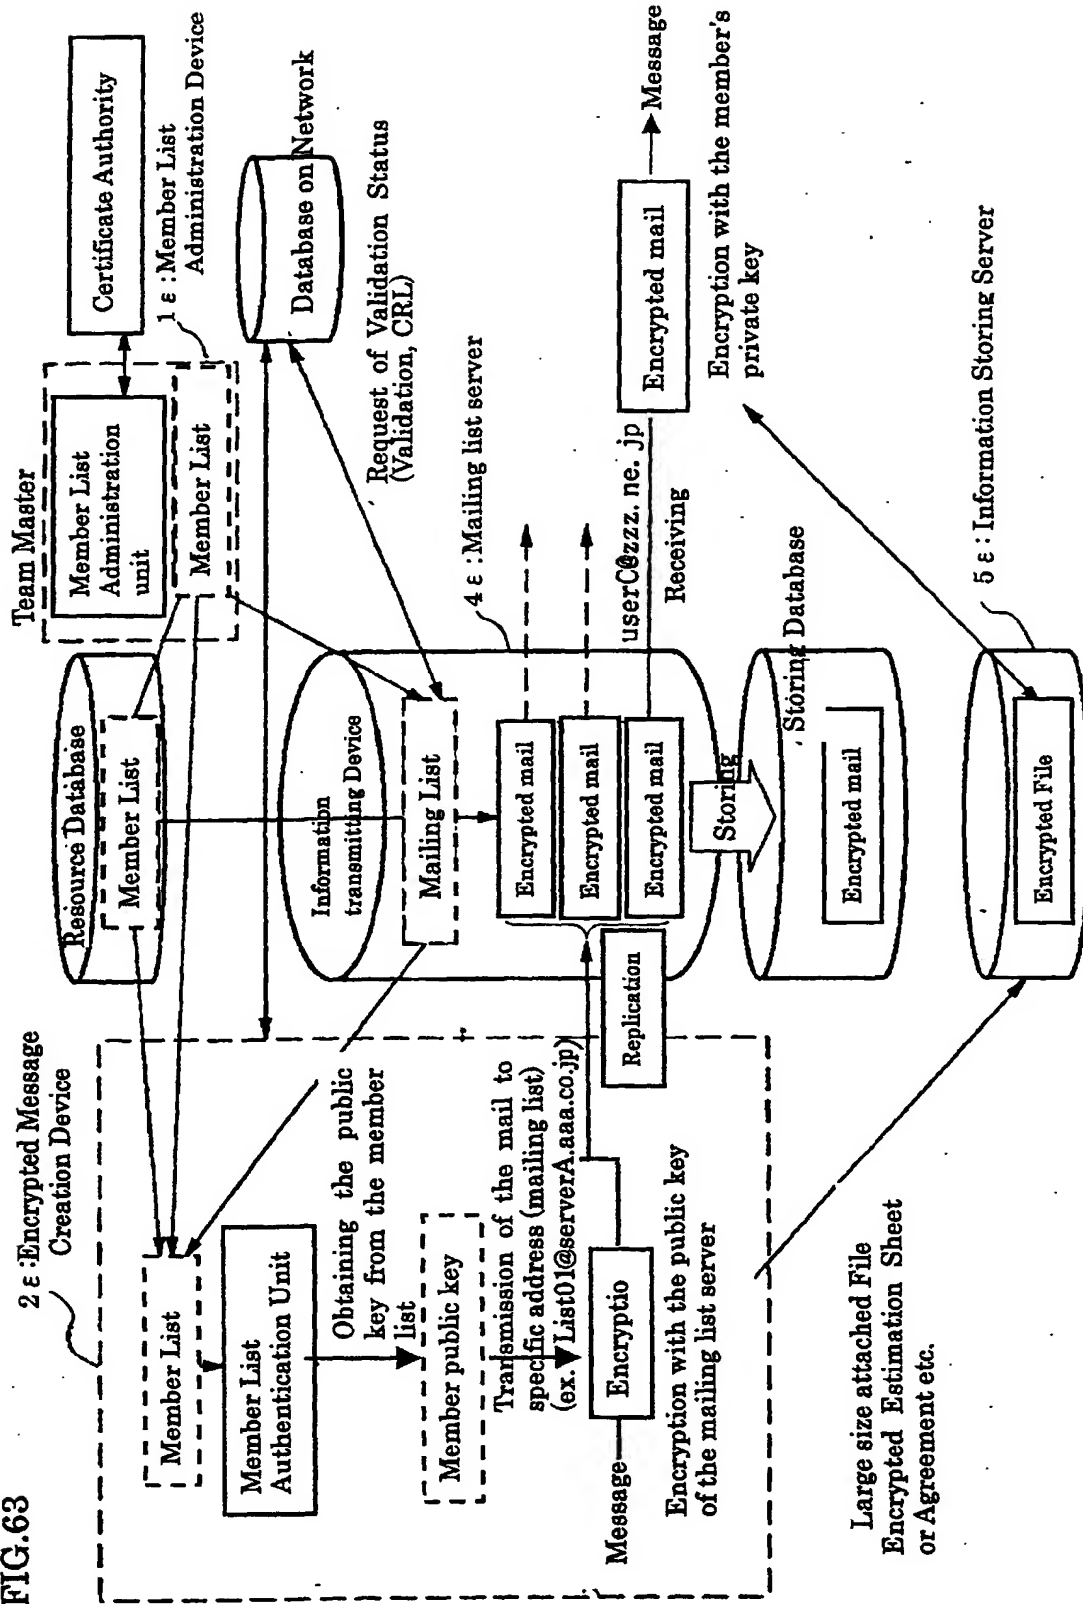 FIG.63
2 ε :Encrypted Message
Creation Device
Member List
Member List
Authentication Unit
Obtaining the public
key from the member
list
Member public key
Transmission of the mail to
specific address (mailing list)
(ex. List01@serverA.aaa.co.jp)
Message
Encryptio
Encryption with the public key
of the mailing list server
Replication
Large size attached File
Encrypted Estimation Sheet
or Agreement etc.
Resource Database
Member List
Information
transmitting Device
Mailing List
Encrypted mail
Encrypted mail
Encrypted mail
Storing
Storing Database
Encrypted mail
Encrypted File
5 ε : Information Storing Server
Team Master
Member List
Administration
unit
Member List
Certificate Authority
1 ε :Member List
Administration Device
Database on Network
Request of Validation Status
(Validation, CRL)
4 ε : Mailing list server
userC@zzz. ne. jp
Receiving
Encrypted mail
Message
Encryption with the member's
private key